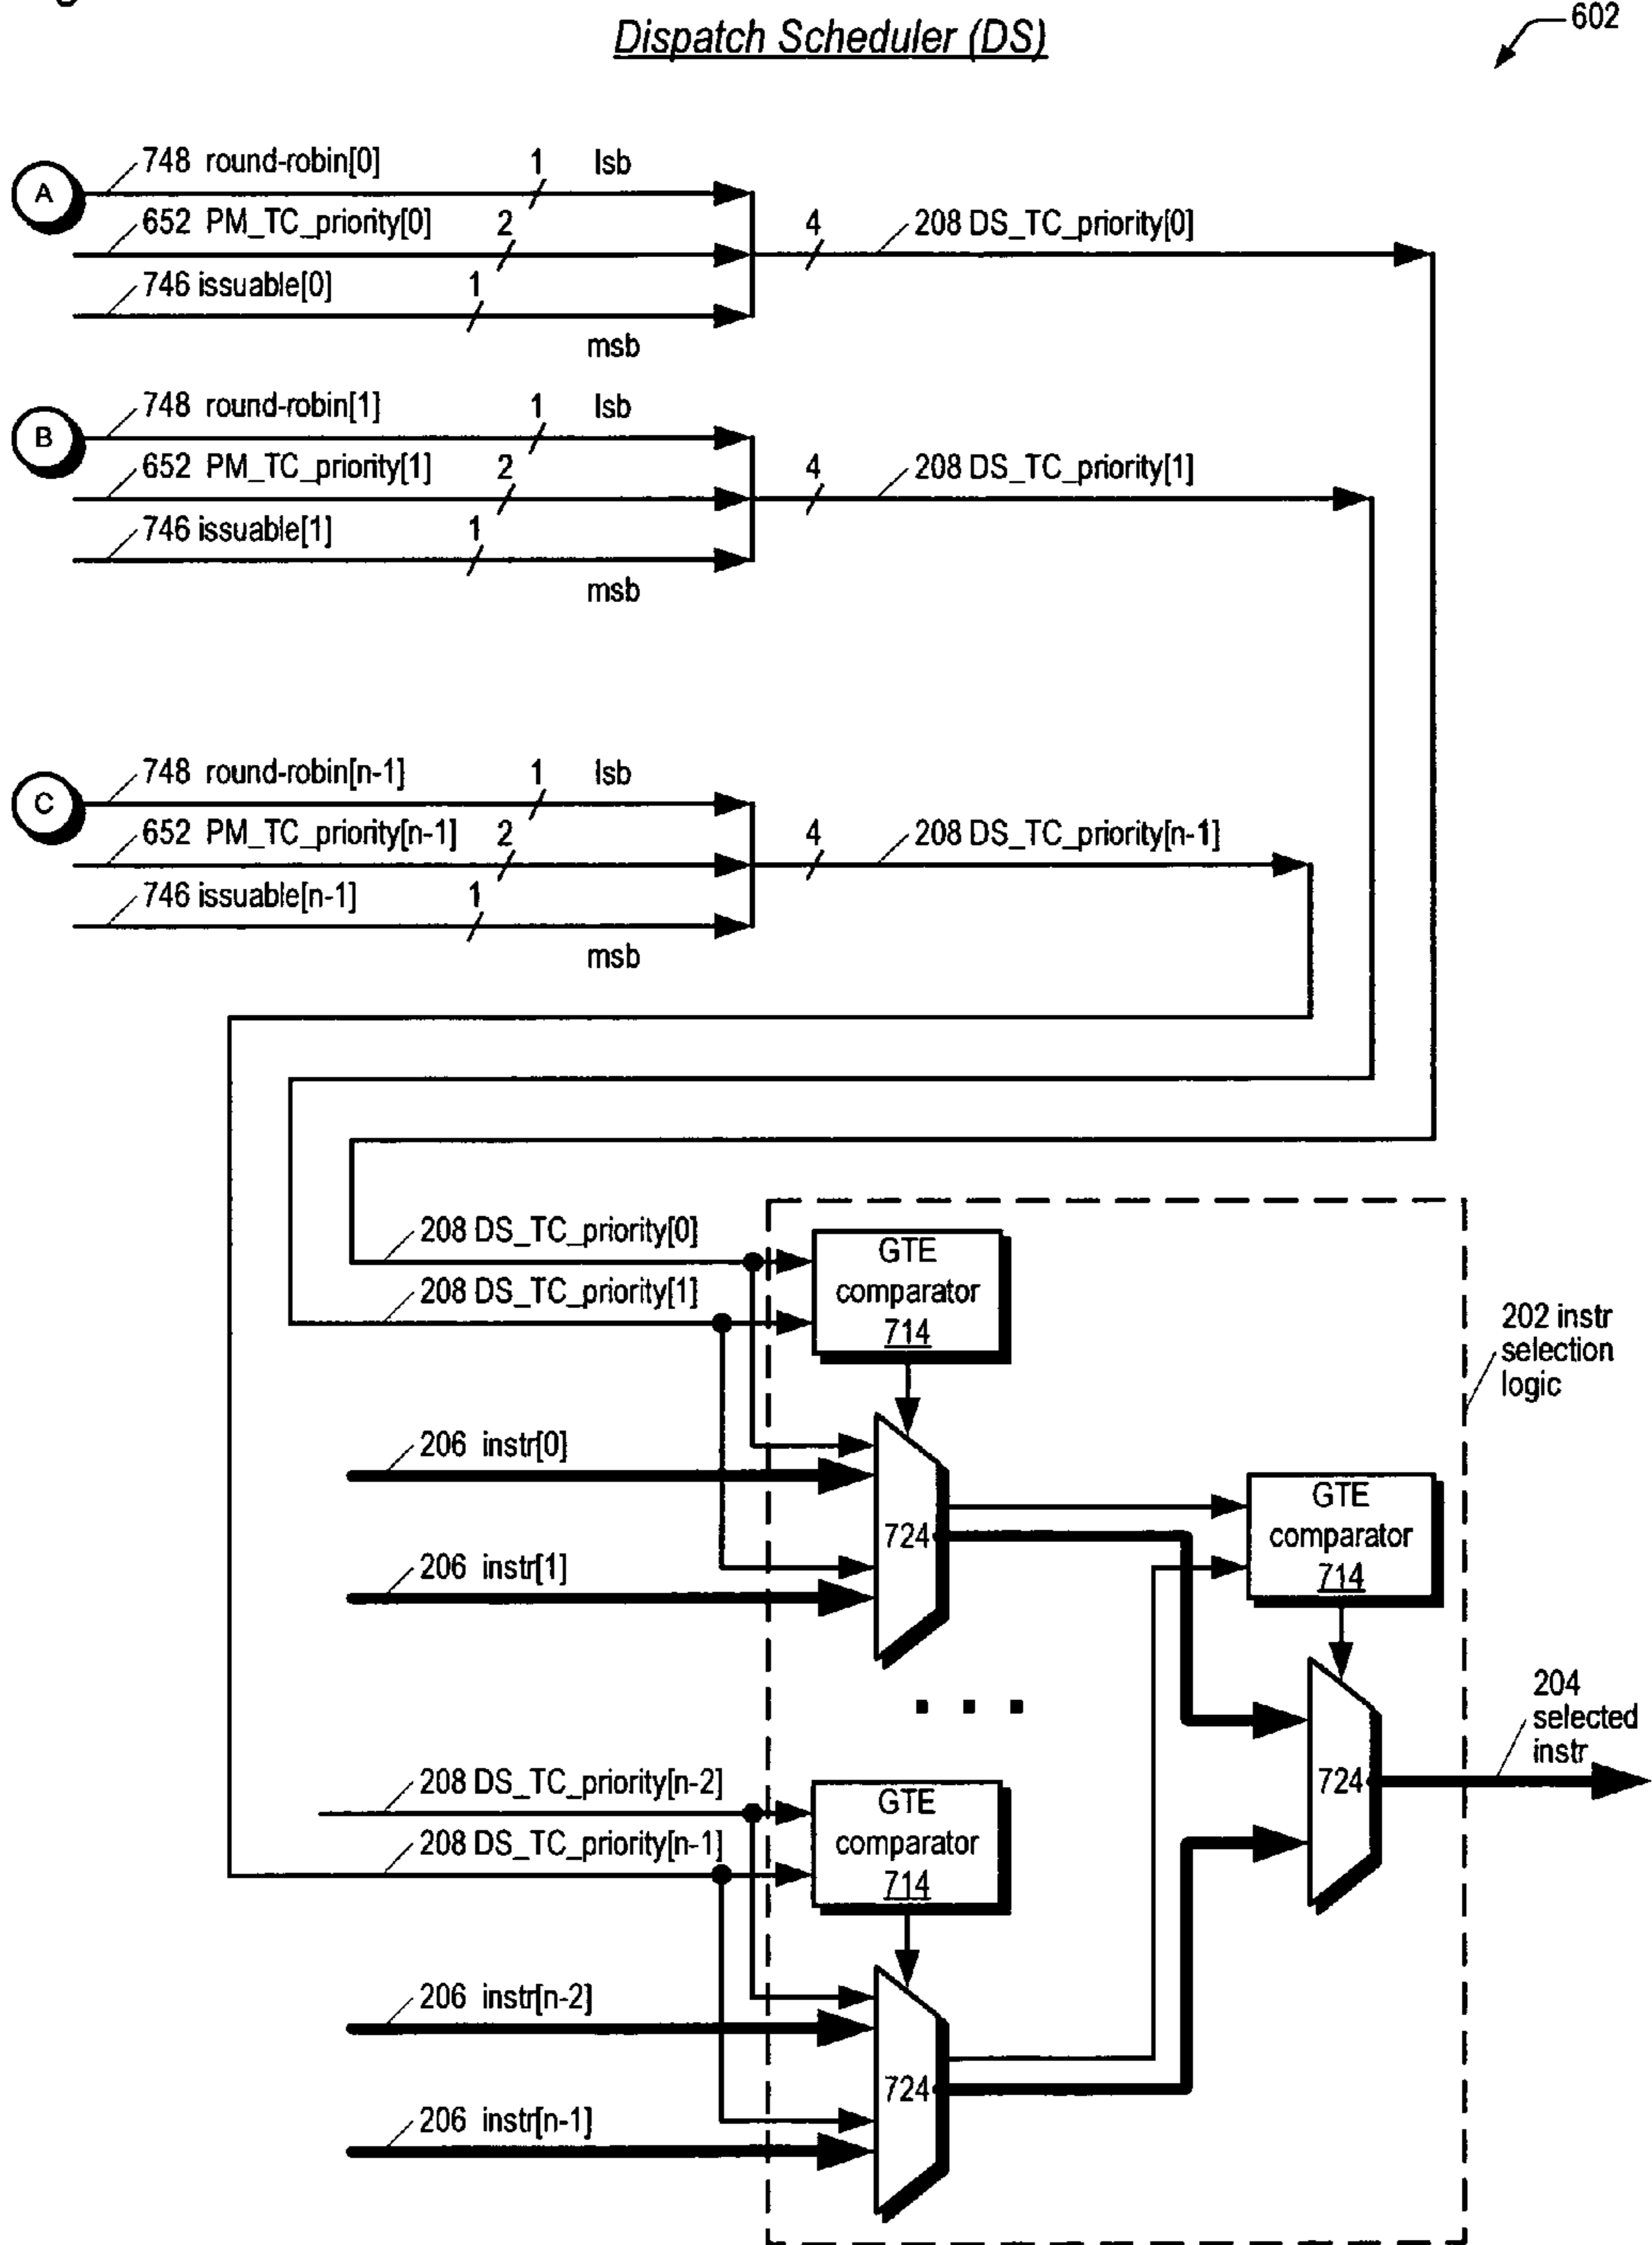 Dispatch Scheduler (DS)
602
A
748 round-robin[0] 1 lsb
652 PM_TC_priority[0] 2
4 208 DS_TC_priority[0]
746 issuable[0] 1
msb
B
748 round-robin[1] 1 lsb
652 PM_TC_priority[1] 2
4 208 DS_TC_priority[1]
746 issuable[1] 1
msb
C
748 round-robin[n-1] 1 lsb
652 PM_TC_priority[n-1] 2
4 208 DS_TC_priority[n-1]
746 issuable[n-1] 1
msb
208 DS_TC_priority[0]
208 DS_TC_priority[1]
GTE
comparator
714
202 instr
selection
logic
206 instr[0]
206 instr[1]
724
GTE
comparator
714
. . .
204
selected
instr
724
208 DS_TC_priority[n-2]
208 DS_TC_priority[n-1]
GTE
comparator
714
206 instr[n-2]
206 instr[n-1]
724